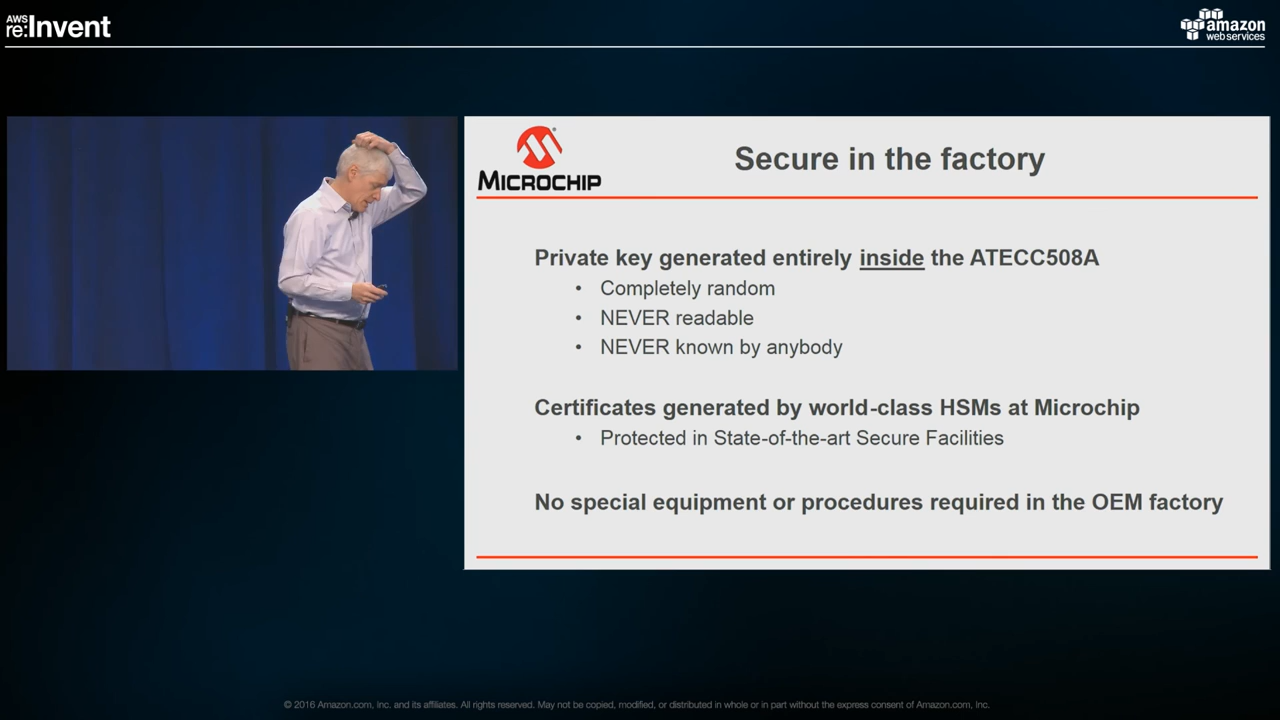 AWS
re:Invent
amazon
web services
MICROCHIP
Secure in the factory
Private key generated entirely inside the ATECC508A
• Completely random
• NEVER readable
• NEVER known by anybody
Certificates generated by world-class HSMs at Microchip
• Protected in State-of-the-art Secure Facilities
No special equipment or procedures required in the OEM factory
© 2016 Amazon.com, Inc. and its affiliates. All rights reserved. May not be copied, modified, or distributed in whole or in part without the express consent of Amazon.com, Inc.